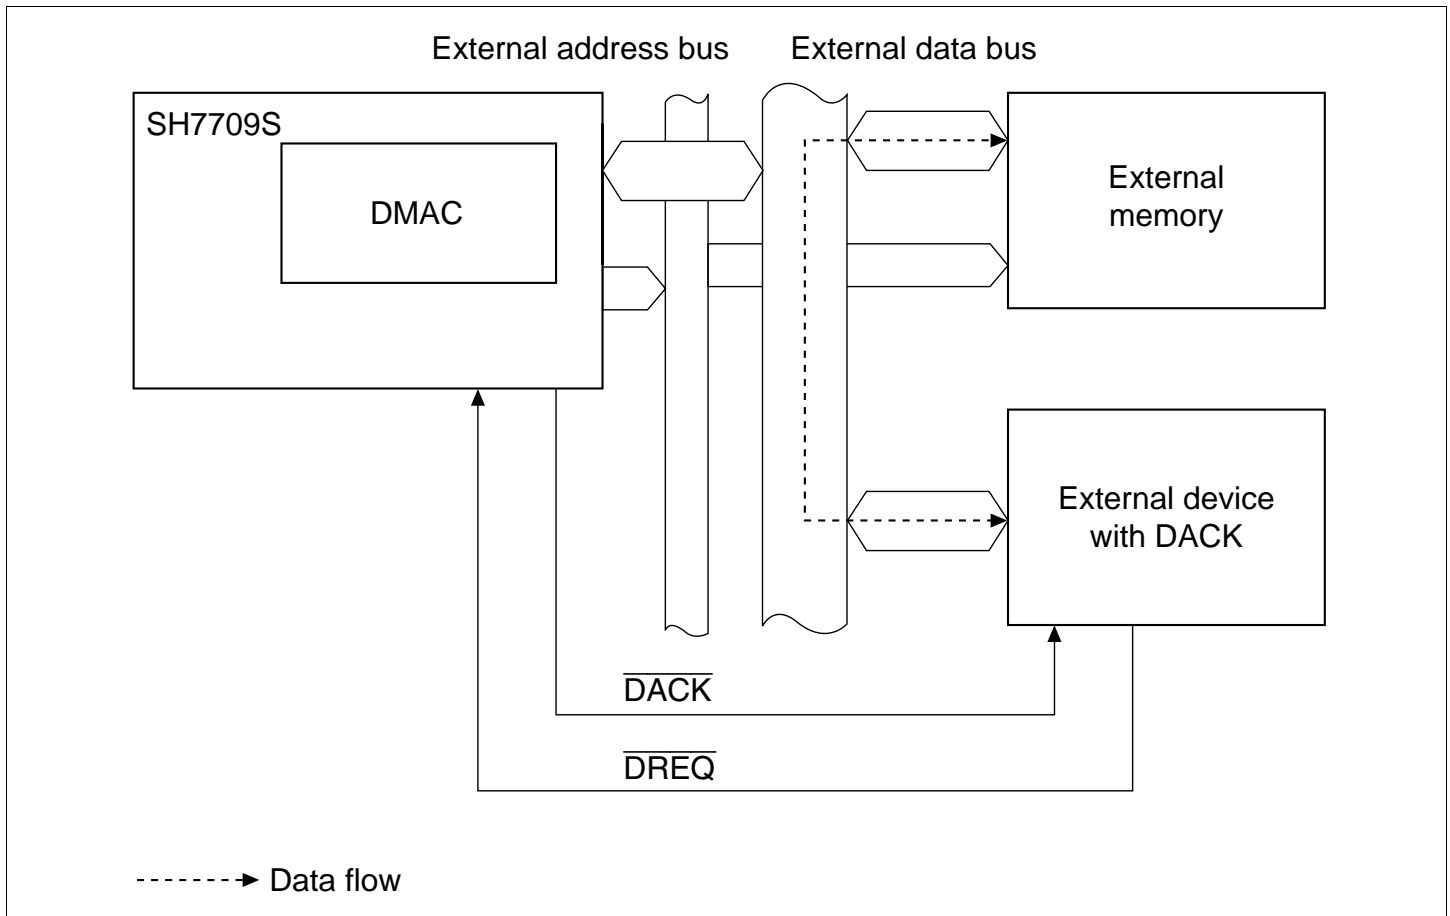 External address bus
External data bus
SH7709S
DMAC
External
memory
External device
with DACK
DACK
DREQ
Data flow